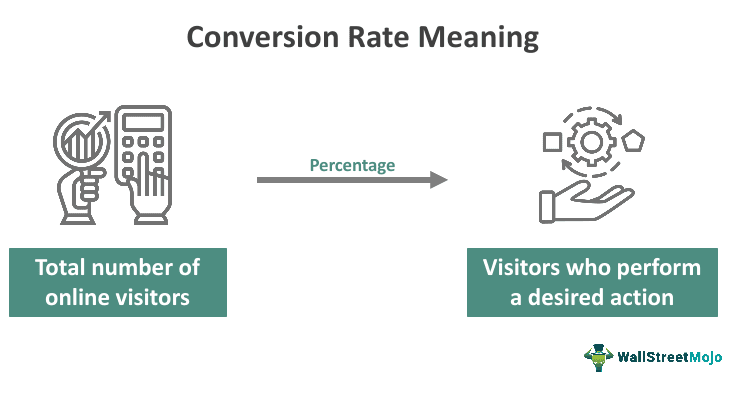 Conversion Rate Meaning
Percentage
Total number of
online visitors
Visitors who perform
a desired action
WallStreetMojo